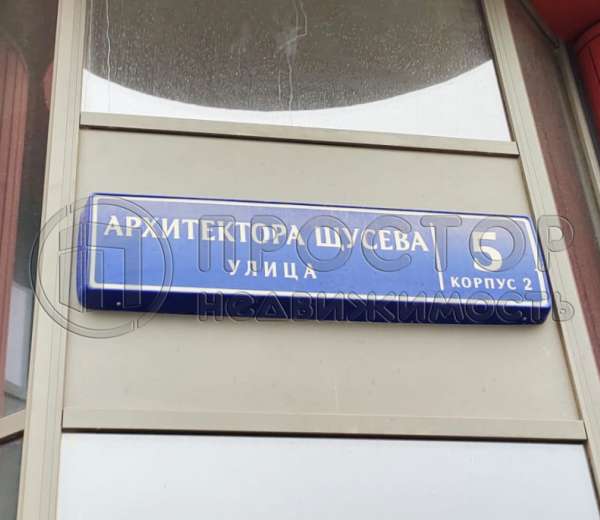 АРХИТЕКТОРА ЩУСЕВА
УЛИЦА
5
КОРПУС 2
ПРОСТОР
недвижимость